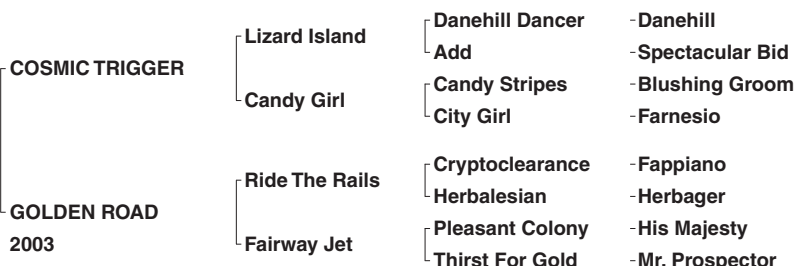 COSMIC TRIGGER
GOLDEN ROAD
2003
Lizard Island
Candy Girl
Ride The Rails
Fairway Jet
Danehill Dancer
Add
Candy Stripes
City Girl
Cryptoclearance
Herbalesian
Pleasant Colony
Thirst For Gold
-Danehill
-Spectacular Bid
-Blushing Groom
-Farnesio
-Fappiano
-Herbager
-His Majesty
-Mr. Prospector